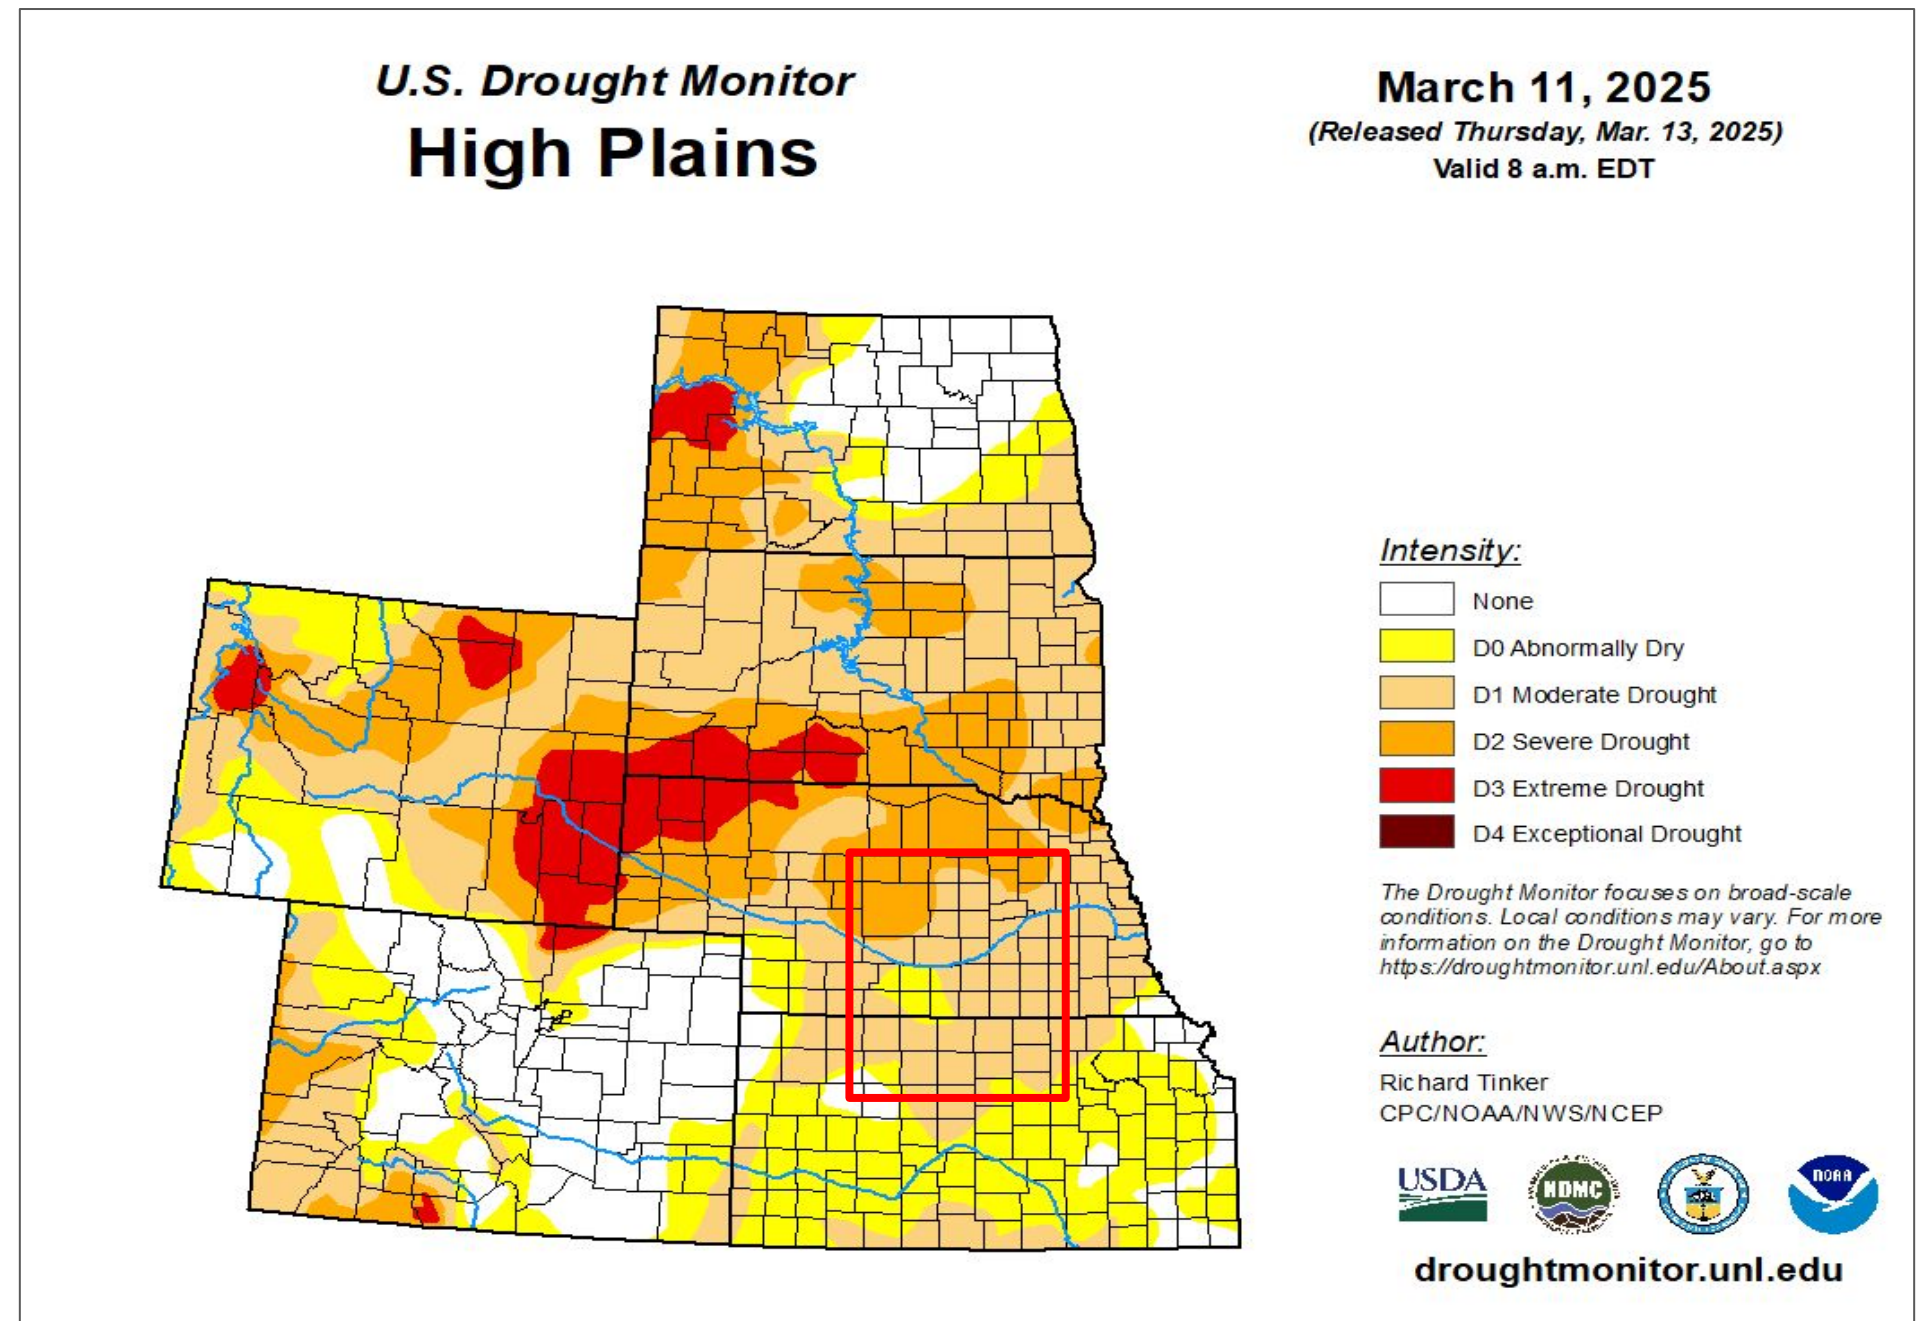 U.S. Drought Monitor
High Plains
March 11, 2025
(Released Thursday, Mar. 13, 2025)
Valid 8 a.m. EDT
Intensity:
None
D0 Abnormally Dry
D1 Moderate Drought
D2 Severe Drought
D3 Extreme Drought
D4 Exceptional Drought
The Drought Monitor focuses on broad-scale
conditions. Local conditions may vary. For more
information on the Drought Monitor, go to
https://droughtmonitor.unl.edu/About.aspx
Author:
Richard Tinker
CPC/NOAA/NWS/NCEP
USDA
NDMC
NOAA
droughtmonitor.unl.edu